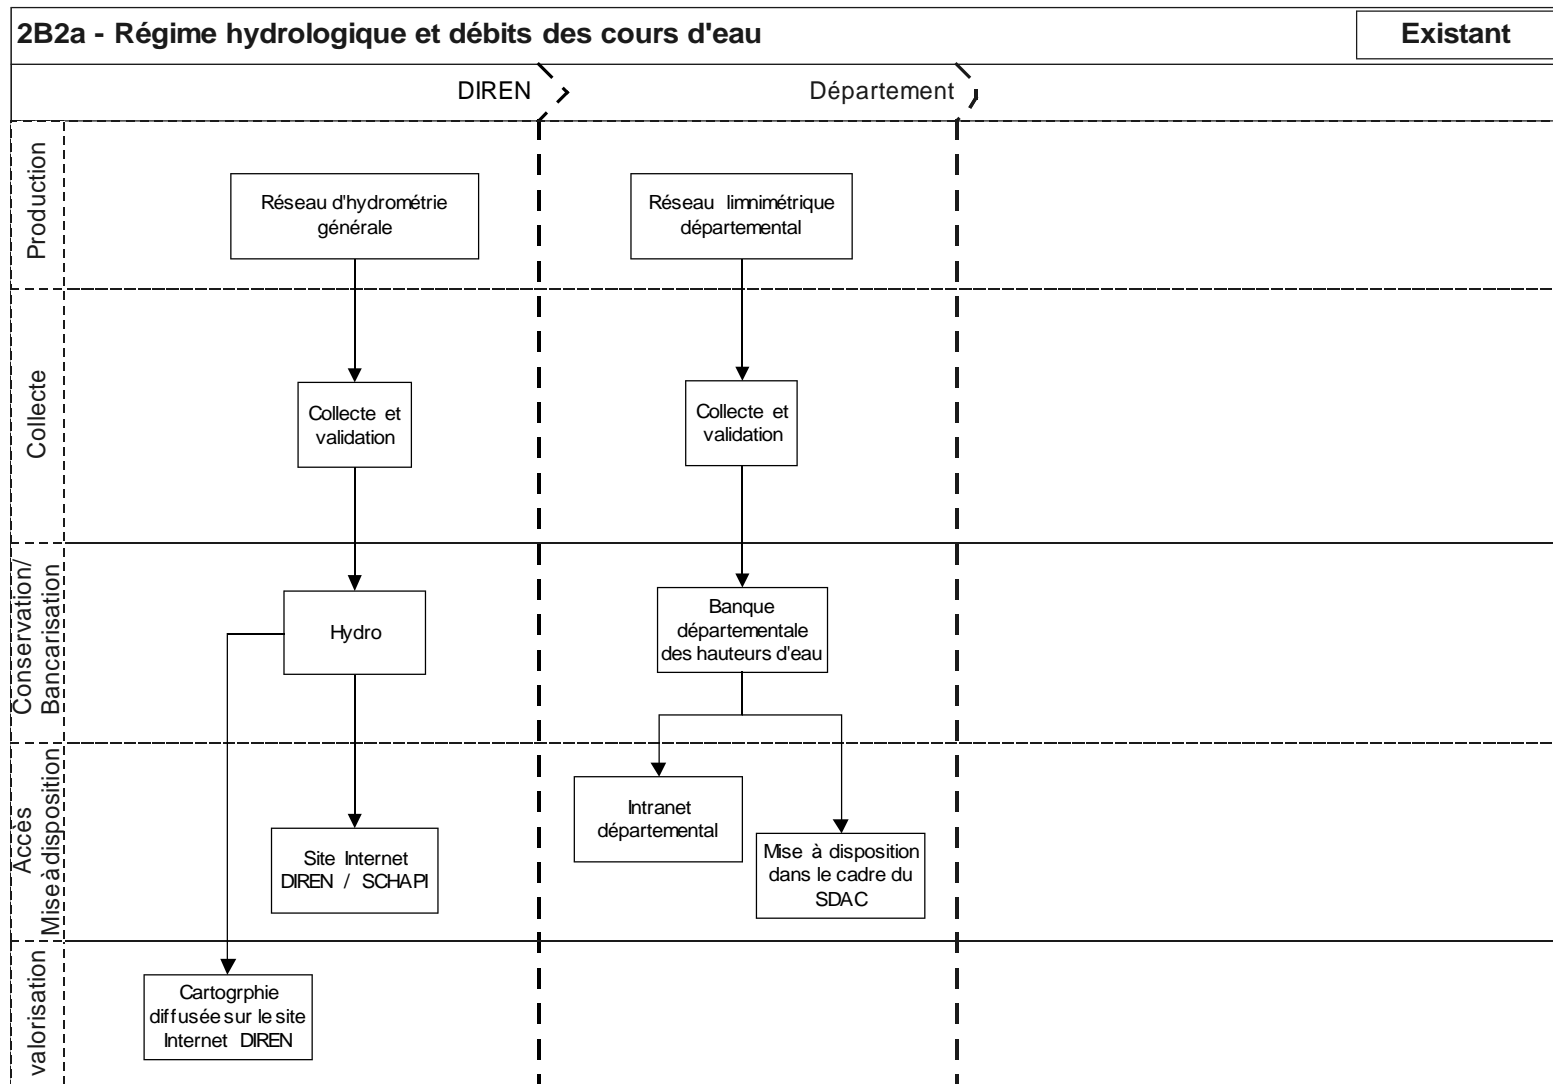 2B2a - Régime hydrologique et débits des cours d'eau
Existant
DIREN
Département
Production
Réseau d'hydrométrie
générale
Réseau limnimétrique
départemental
Collecte
Collecte et
validation
Collecte et
validation
Conservation/
Bancarisation
Hydro
Banque
départementale
des hauteurs d'eau
Accès
Mise à disposition
Site Internet
DIREN / SCHAPI
Intranet
départemental
Mise à disposition
dans le cadre du
SDAC
valorisation
Cartogrphie
diffusée sur le site
Internet DIREN